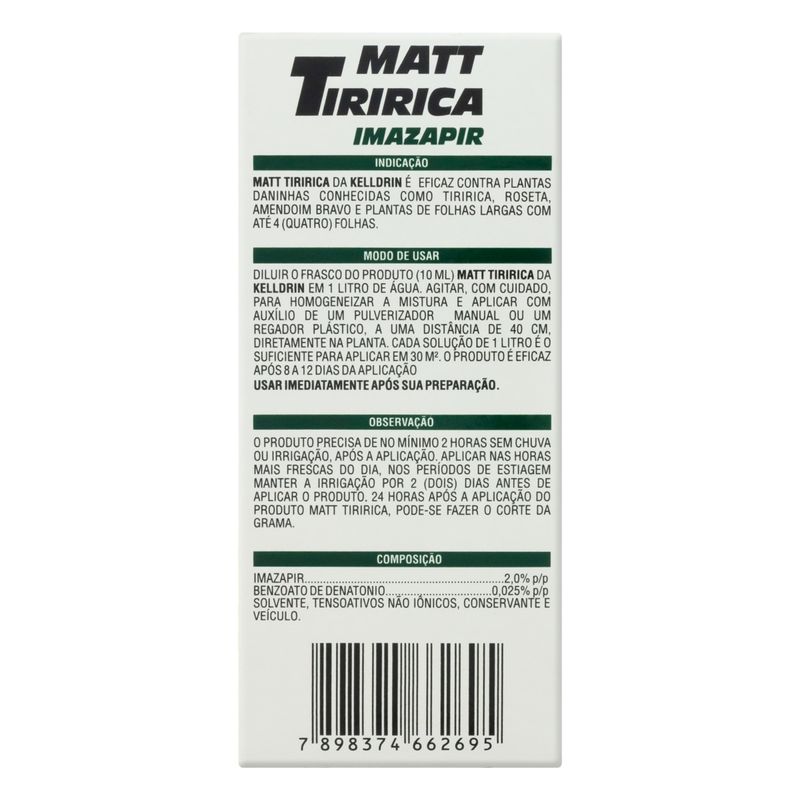 MATT
TIRIRICA
IMAZAPIR
INDICAÇÃO
MATT TIRIRICA DA KELLDRIN É EFICAZ CONTRA PLANTAS
DANINHAS CONHECIDAS COMO TIRIRICA, ROSETA,
AMENDOIM BRAVO E PLANTAS DE FOLHAS LARGAS COM
ATÉ 4 (QUATRO) FOLHAS.
MODO DE USAR
DILUIR O FRASCO DO PRODUTO (10 ML) MATT TIRIRICA DA
KELLDRIN EM 1 LITRO DE ÁGUA. AGITAR, COM CUIDADO,
PARA HOMOGENEIZAR A MISTURA E APLICAR COM
AUXÍLIO DE UM PULVERIZADOR MANUAL OU UM
REGADOR PLÁSTICO, A UMA DISTÂNCIA DE 40 CM,
DIRETAMENTE NA PLANTA. CADA SOLUÇÃO DE 1 LITRO É O
SUFICIENTE PARA APLICAR EM 30 M². O PRODUTO É EFICAZ
APÓS 8 A 12 DIAS DA APLICAÇÃO
USAR IMEDIATAMENTE APÓS SUA PREPARAÇÃO.
OBSERVAÇÃO
O PRODUTO PRECISA DE NO MÍNIMO 2 HORAS SEM CHUVA
OU IRRIGAÇÃO, APÓS A APLICAÇÃO. APLICAR NAS HORAS
MAIS FRESCAS DO DIA, NOS PERÍODOS DE ESTIAGEM
MANTER A IRRIGAÇÃO POR 2 (DOIS) DIAS ANTES DE
APLICAR O PRODUTO. 24 HORAS APÓS A APLICAÇÃO DO
PRODUTO MATT TIRIRICA, PODE-SE FAZER O CORTE DA
GRAMA.
COMPOSIÇÃO
IMAZAPIR..................................................2,0% p/p
BENZOATO DE DENATONIO..........................0,025% p/p
SOLVENTE, TENSOATIVOS NÃO IÔNICOS, CONSERVANTE E
VEÍCULO.
7 898374 662695